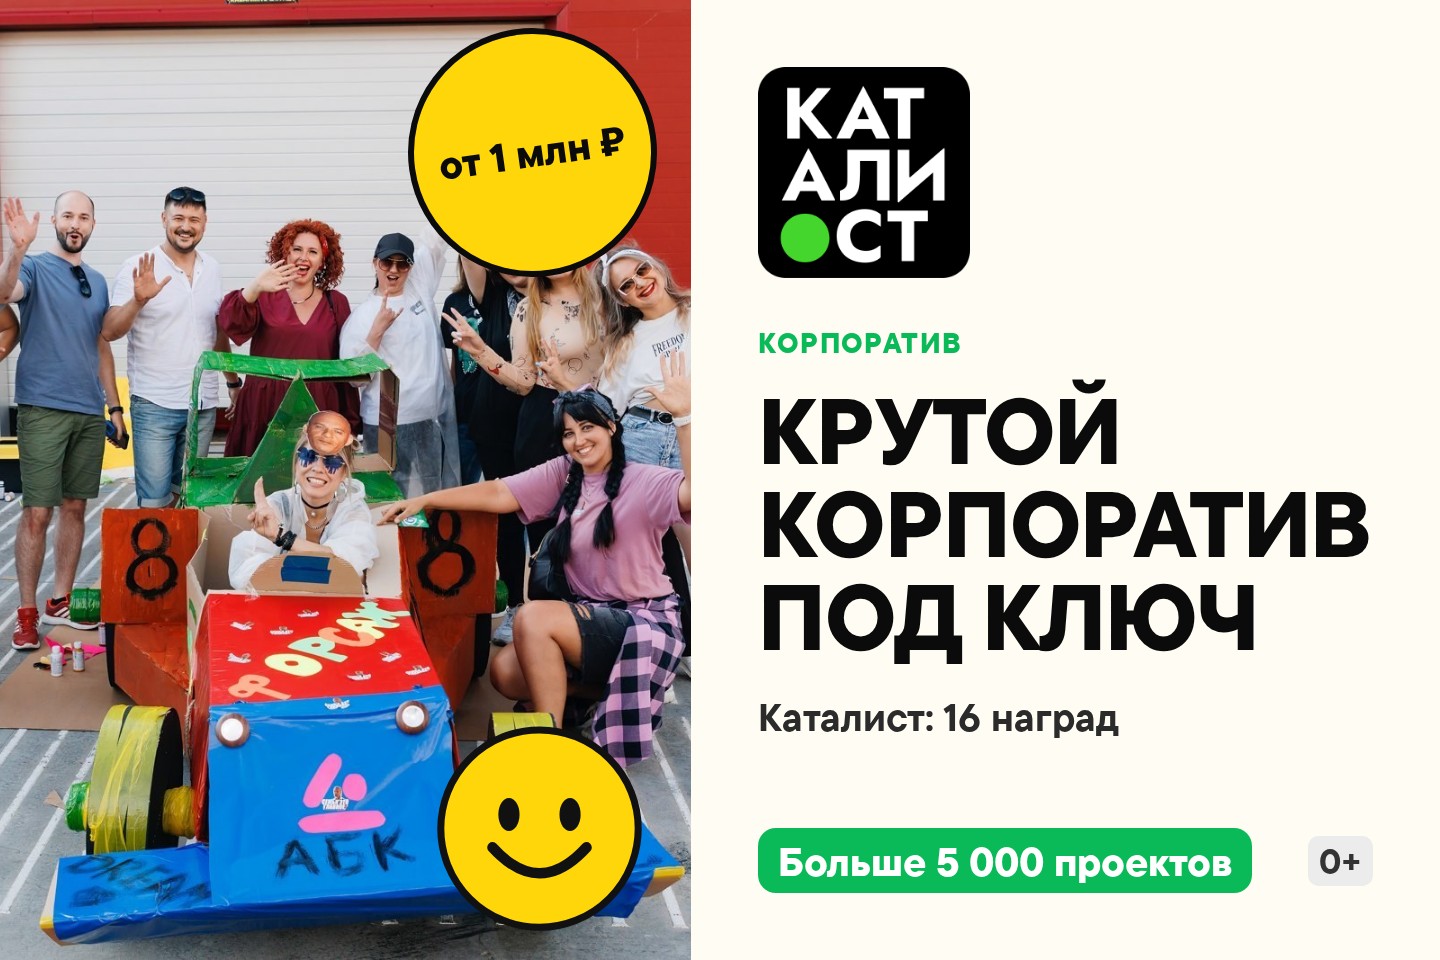 от 1 млн ₽
КАТ
АЛИ
СТ
КОРПОРАТИВ
КРУТОЙ
КОРПОРАТИВ
ПОД КЛЮЧ
Каталист: 16 наград
Больше 5 000 проектов
0+
FREEDOM
8
8
ФОРСАЖ
АБК